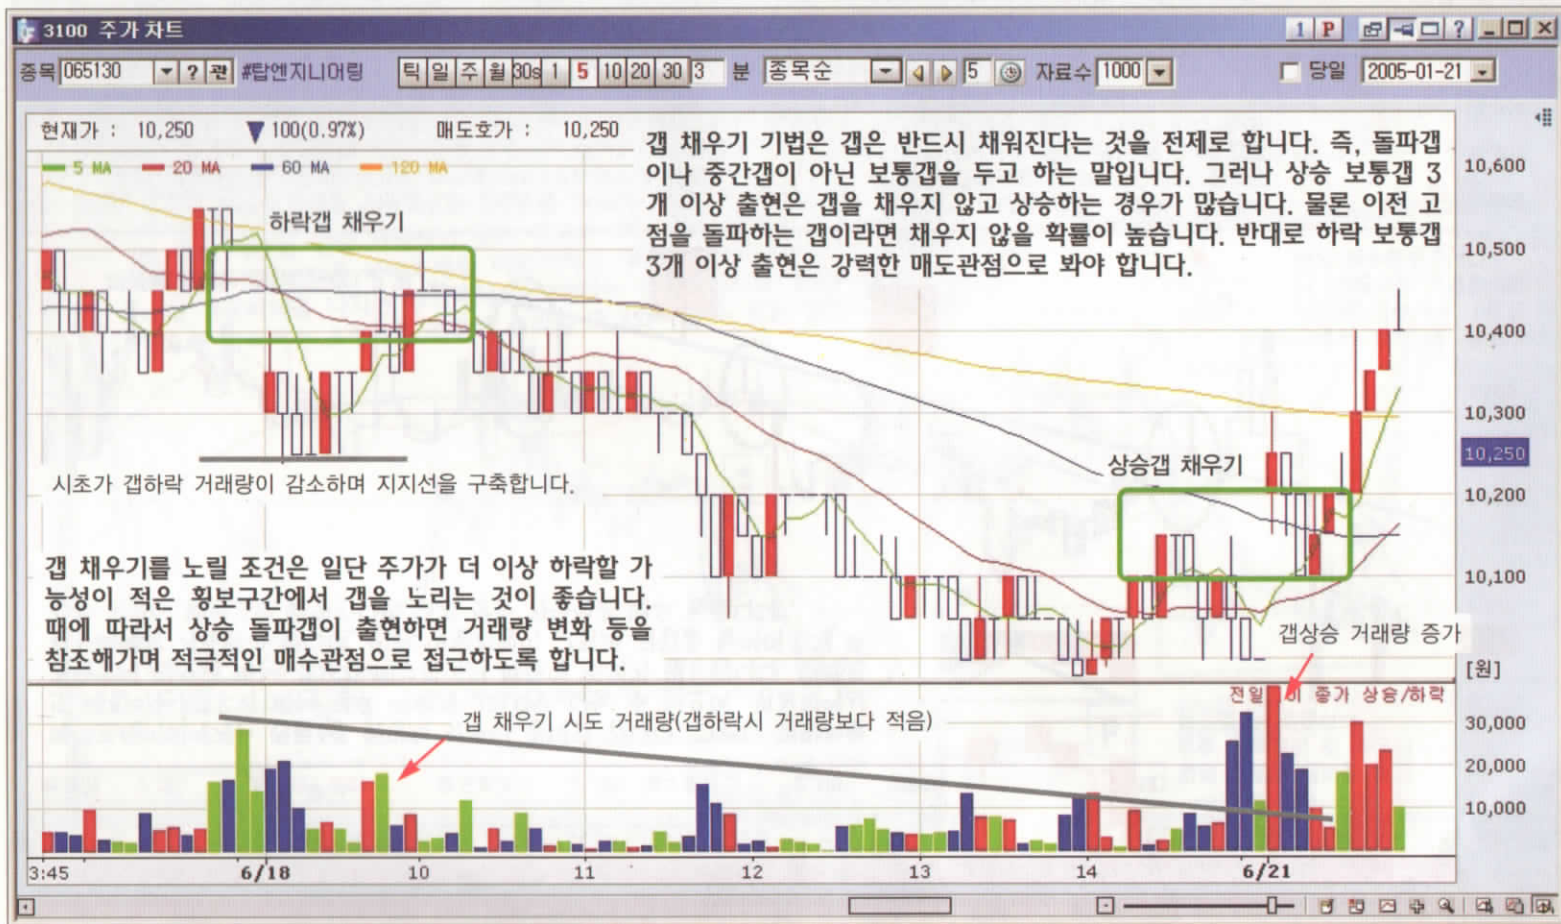 3100 주가 차트
1 P ?
종목 065130 ? 관 #탑엔지니어링 틱 일 주 월 30s 1 5 10 20 30 3 분 종목순 5 자료수 1000 당일 2005-01-21
현재가 : 10,250 ▼ 100(0.97%) 매도호가 : 10,250
5 MA 20 MA 60 MA 120 MA
갭 채우기 기법은 갭은 반드시 채워진다는 것을 전제로 합니다. 즉, 돌파갭
이나 중간갭이 아닌 보통갭을 두고 하는 말입니다. 그러나 상승 보통갭 3
개 이상 출현은 갭을 채우지 않고 상승하는 경우가 많습니다. 물론 이전 고
점을 돌파하는 갭이라면 채우지 않을 확률이 높습니다. 반대로 하락 보통갭
3개 이상 출현은 강력한 매도관점으로 봐야 합니다.
하락갭 채우기
10,600
10,500
10,400
10,300
10,250
10,200
10,100
[원]
상승갭 채우기
시초가 갭하락 거래량이 감소하며 지지선을 구축합니다.
갭 채우기를 노릴 조건은 일단 주가가 더 이상 하락할 가
능성이 적은 횡보구간에서 갭을 노리는 것이 좋습니다.
때에 따라서 상승 돌파갭이 출현하면 거래량 변화 등을
참조해가며 적극적인 매수관점으로 접근하도록 합니다.
갭상승 거래량 증가
전일 비 종가 상승/하락
갭 채우기 시도 거래량(갭하락시 거래량보다 적음)
30,000
20,000
10,000
3:45 6/18 10 11 12 13 14 6/21